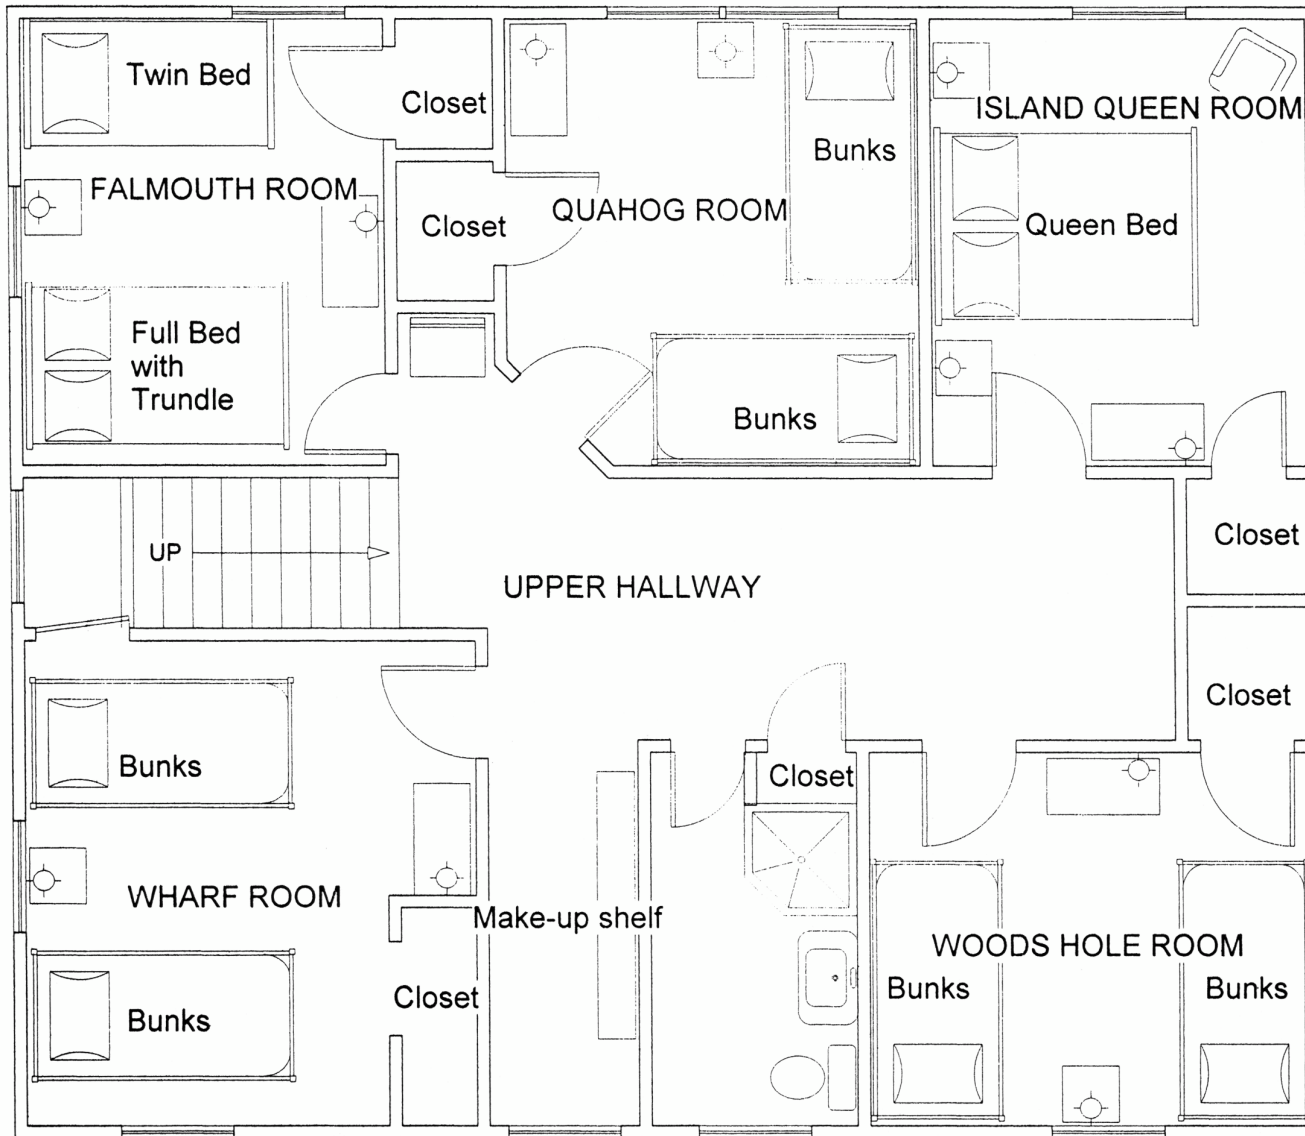 Twin Bed
Closet
ISLAND QUEEN ROOM
Bunks
FALMOUTH ROOM
Closet
QUAHOG ROOM
Queen Bed
Full Bed
with
Trundle
Bunks
Closet
UP
UPPER HALLWAY
Closet
Bunks
Closet
WHARF ROOM
Make-up shelf
WOODS HOLE ROOM
Bunks
Bunks
Closet
Bunks